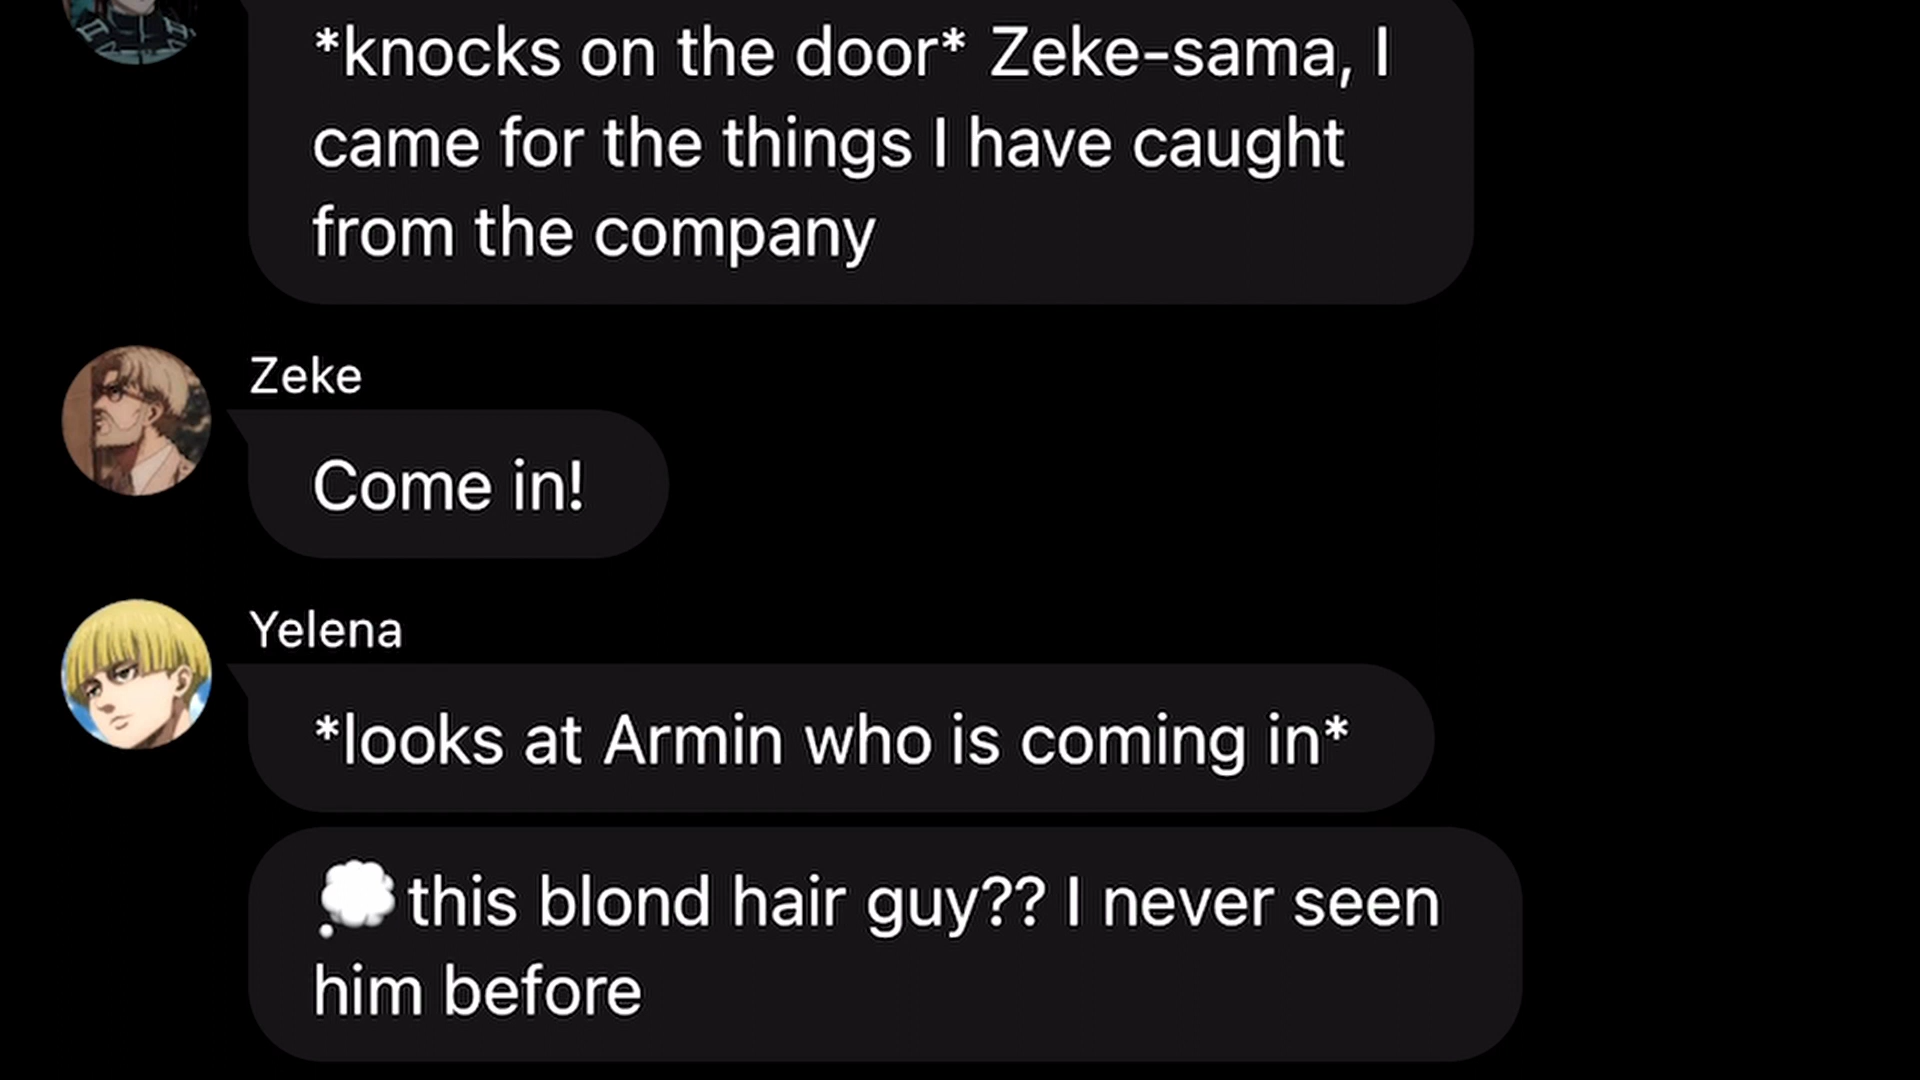 *knocks on the door* Zeke-sama, I
came for the things I have caught
from the company
Zeke
Come in!
Yelena
*looks at Armin who is coming in*
💭this blond hair guy?? I never seen
him before